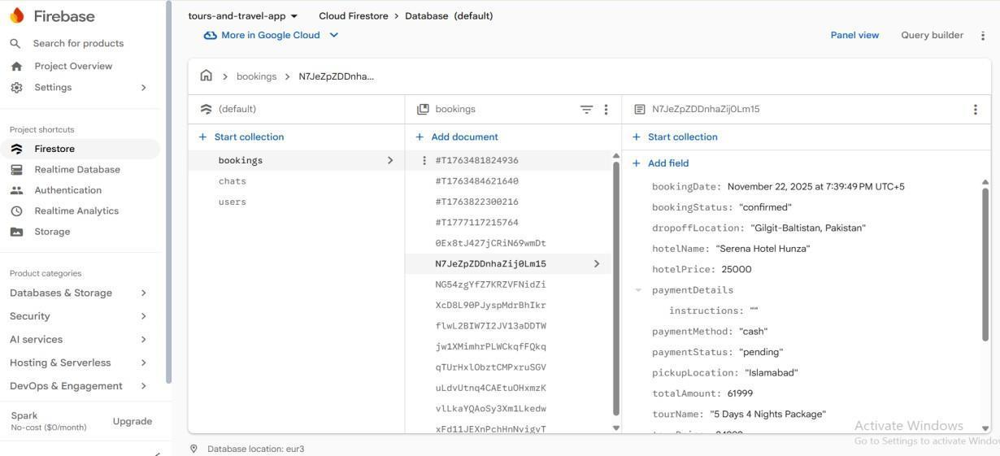 Firebase
Search for products
Project Overview
Settings
Project shortcuts
Firestore
Realtime Database
Authentication
Realtime Analytics
Storage
Product categories
Databases & Storage
Security
AI services
Hosting & Serverless
DevOps & Engagement
Spark
No-cost ($0/month)
Upgrade
tours-and-travel-app
Cloud Firestore > Database (default)
More in Google Cloud
Panel view
Query builder
bookings > N7JeZpZDDnha...
(default)
+ Start collection
bookings
chats
users
bookings
+ Add document
#T1763481824936
#T1763484621640
#T1763822300216
#T1777117215764
0Ex8tJ427jCRiN69wmDt
N7JeZpZDDnhaZij0Lm15
NG54zgYfZ7KRZVFNidZi
XcD8L90PJyspMdrBhIkr
flwL2BIW7I2JV13aDDTW
jw1XMimhrPLWCkqfFQkq
qTUrHxlObztCMPxruSGV
uLdvUtnq4CAEtuOHxmzK
vlLkaYQAoSy3Xm1Lkedw
xFd11JEXnPchHnNvigvT
N7JeZpZDDnhaZij0Lm15
+ Start collection
+ Add field
bookingDate: November 22, 2025 at 7:39:49 PM UTC+5
bookingStatus: "confirmed"
dropoffLocation: "Gilgit-Baltistan, Pakistan"
hotelName: "Serena Hotel Hunza"
hotelPrice: 25000
paymentDetails
instructions: ""
paymentMethod: "cash"
paymentStatus: "pending"
pickupLocation: "Islamabad"
totalAmount: 61999
tourName: "5 Days 4 Nights Package"
Activate Windows
Go to Settings to activate Windo
Database location: eur3